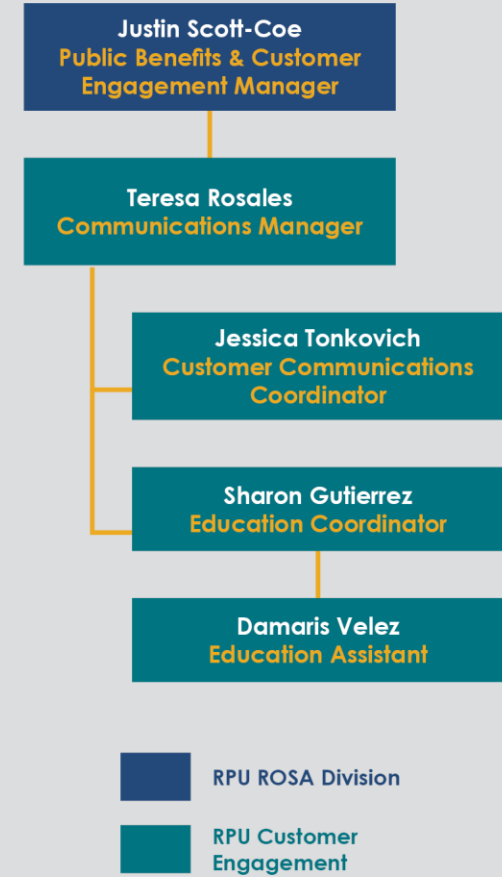 Justin Scott-Coe
Public Benefits & Customer
Engagement Manager
Teresa Rosales
Communications Manager
Jessica Tonkovich
Customer Communications
Coordinator
Sharon Gutierrez
Education Coordinator
Damaris Velez
Education Assistant
RPU ROSA Division
RPU Customer
Engagement